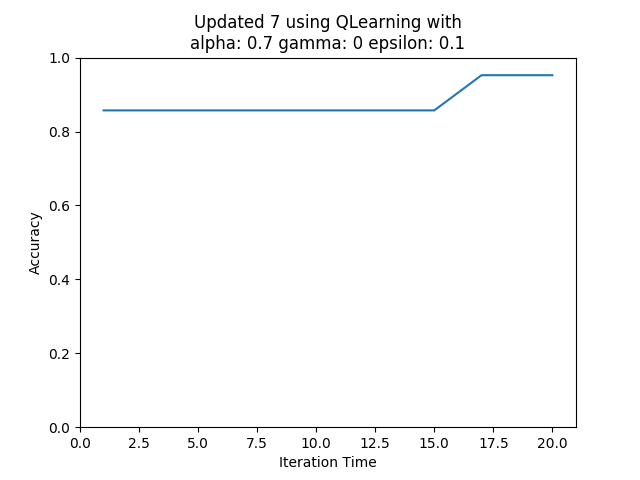 Updated 7 using QLearning with
alpha: 0.7 gamma: 0 epsilon: 0.1
1.0
0.8
0.6
0.4
0.2
0.0
Accuracy
0.0 2.5 5.0 7.5 10.0 12.5 15.0 17.5 20.0
Iteration Time